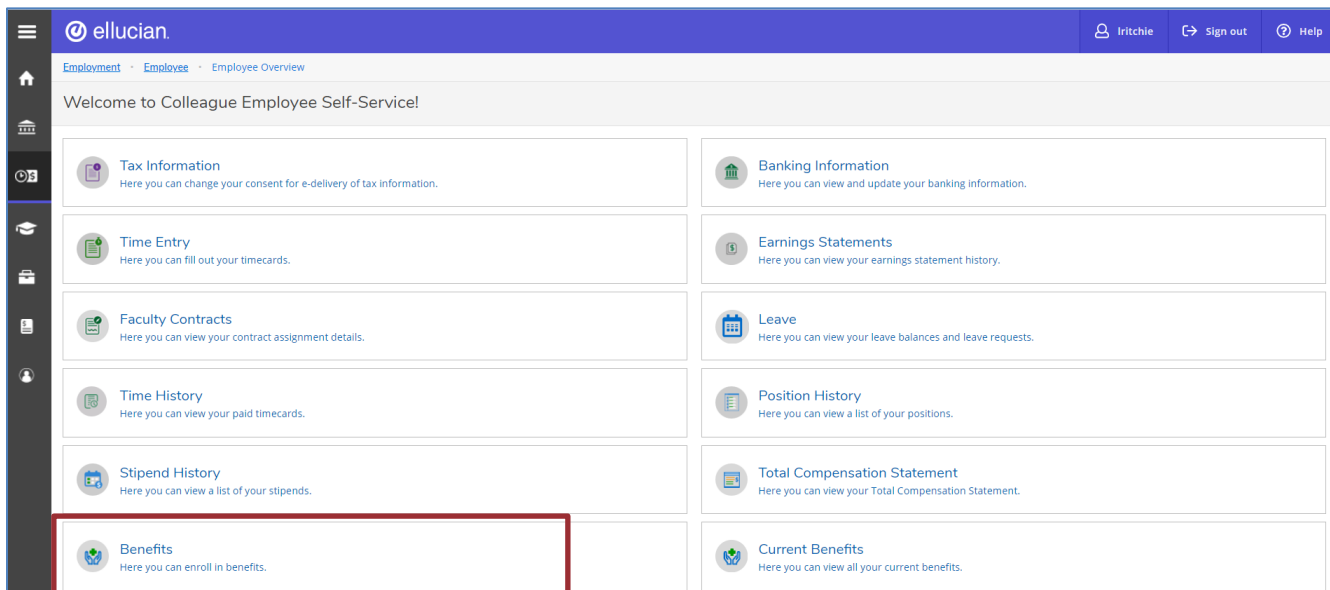 ellucian.
lritchie
Sign out
Help
Employment · Employee · Employee Overview
Welcome to Colleague Employee Self-Service!
Tax Information
Here you can change your consent for e-delivery of tax information.
Banking Information
Here you can view and update your banking information.
Time Entry
Here you can fill out your timecards.
Earnings Statements
Here you can view your earnings statement history.
Faculty Contracts
Here you can view your contract assignment details.
Leave
Here you can view your leave balances and leave requests.
Time History
Here you can view your paid timecards.
Position History
Here you can view a list of your positions.
Stipend History
Here you can view a list of your stipends.
Total Compensation Statement
Here you can view your Total Compensation Statement.
Benefits
Here you can enroll in benefits.
Current Benefits
Here you can view all your current benefits.